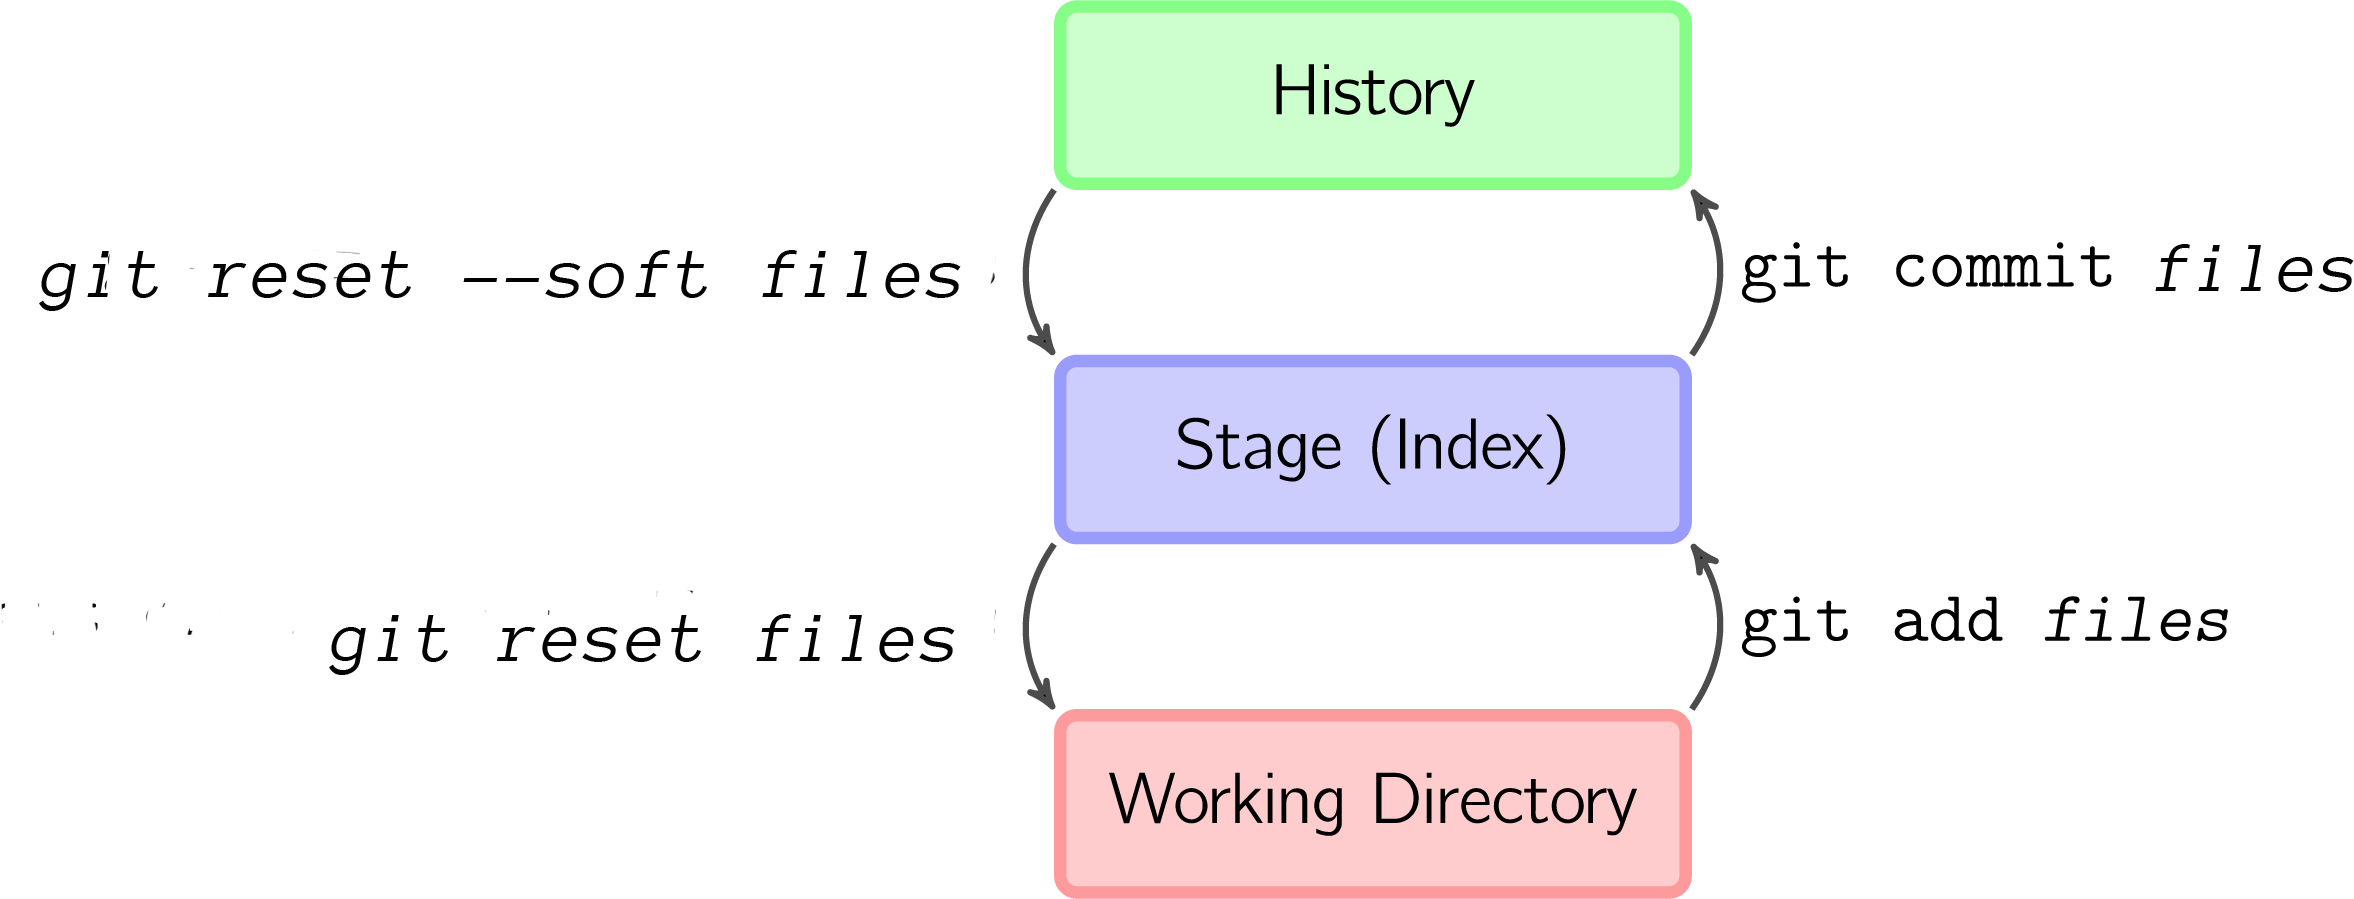 History
git reset --soft files
git commit files
Stage (Index)
git reset files
git add files
Working Directory